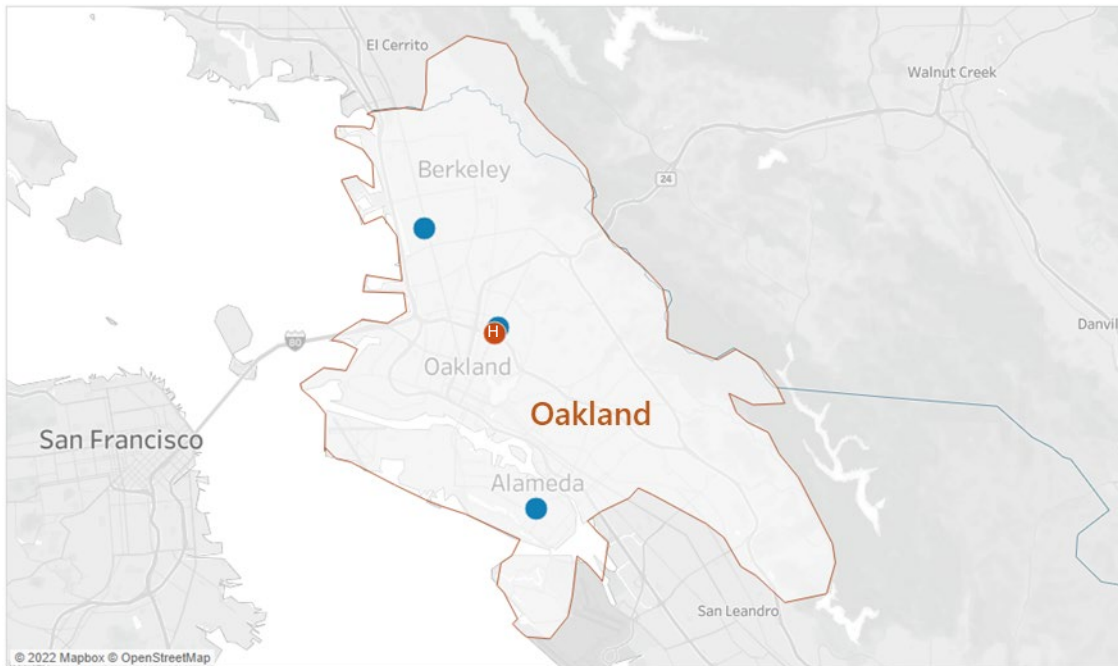 El Cerrito
Walnut Creek
Berkeley
24
H
80
Oakland
Danvil
Oakland
San Francisco
Alameda
San Leandro
© 2022 Mapbox © OpenStreetMap